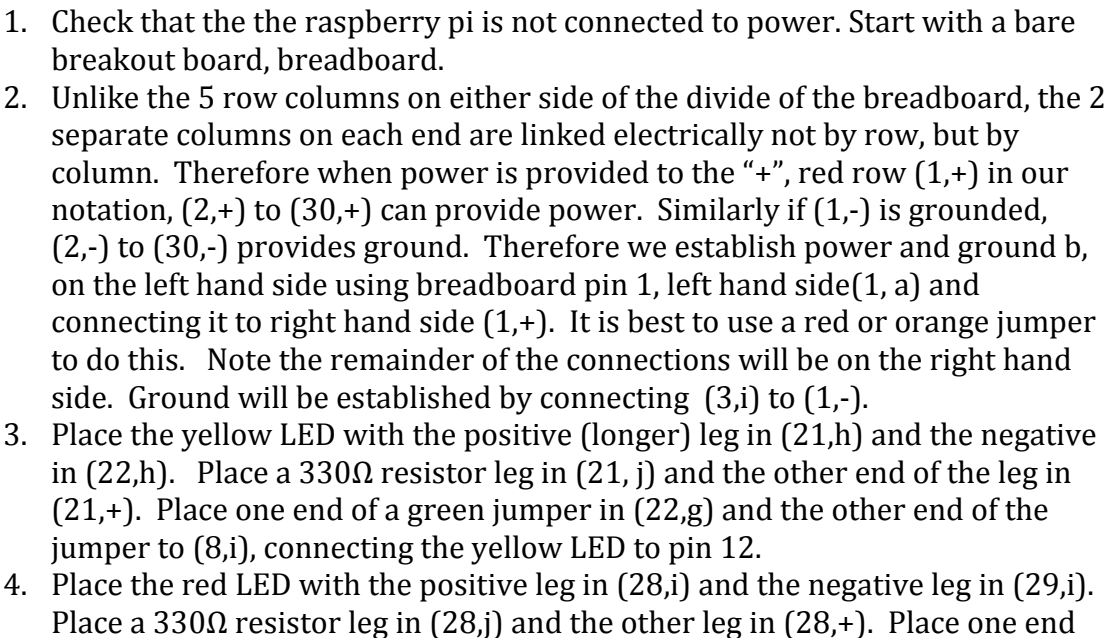 1. Check that the the raspberry pi is not connected to power. Start with a bare
breakout board, breadboard.
2. Unlike the 5 row columns on either side of the divide of the breadboard, the 2
separate columns on each end are linked electrically not by row, but by
column. Therefore when power is provided to the “+”, red row (1,+) in our
notation, (2,+) to (30,+) can provide power. Similarly if (1,-) is grounded,
(2,-) to (30,-) provides ground. Therefore we establish power and ground b,
on the left hand side using breadboard pin 1, left hand side(1, a) and
connecting it to right hand side (1,+). It is best to use a red or orange jumper
to do this. Note the remainder of the connections will be on the right hand
side. Ground will be established by connecting (3,i) to (1,-).
3. Place the yellow LED with the positive (longer) leg in (21,h) and the negative
in (22,h). Place a 330Ω resistor leg in (21, j) and the other end of the leg in
(21,+). Place one end of a green jumper in (22,g) and the other end of the
jumper to (8,i), connecting the yellow LED to pin 12.
4. Place the red LED with the positive leg in (28,i) and the negative leg in (29,i).
Place a 330Ω resistor leg in (28,j) and the other leg in (28,+). Place one end